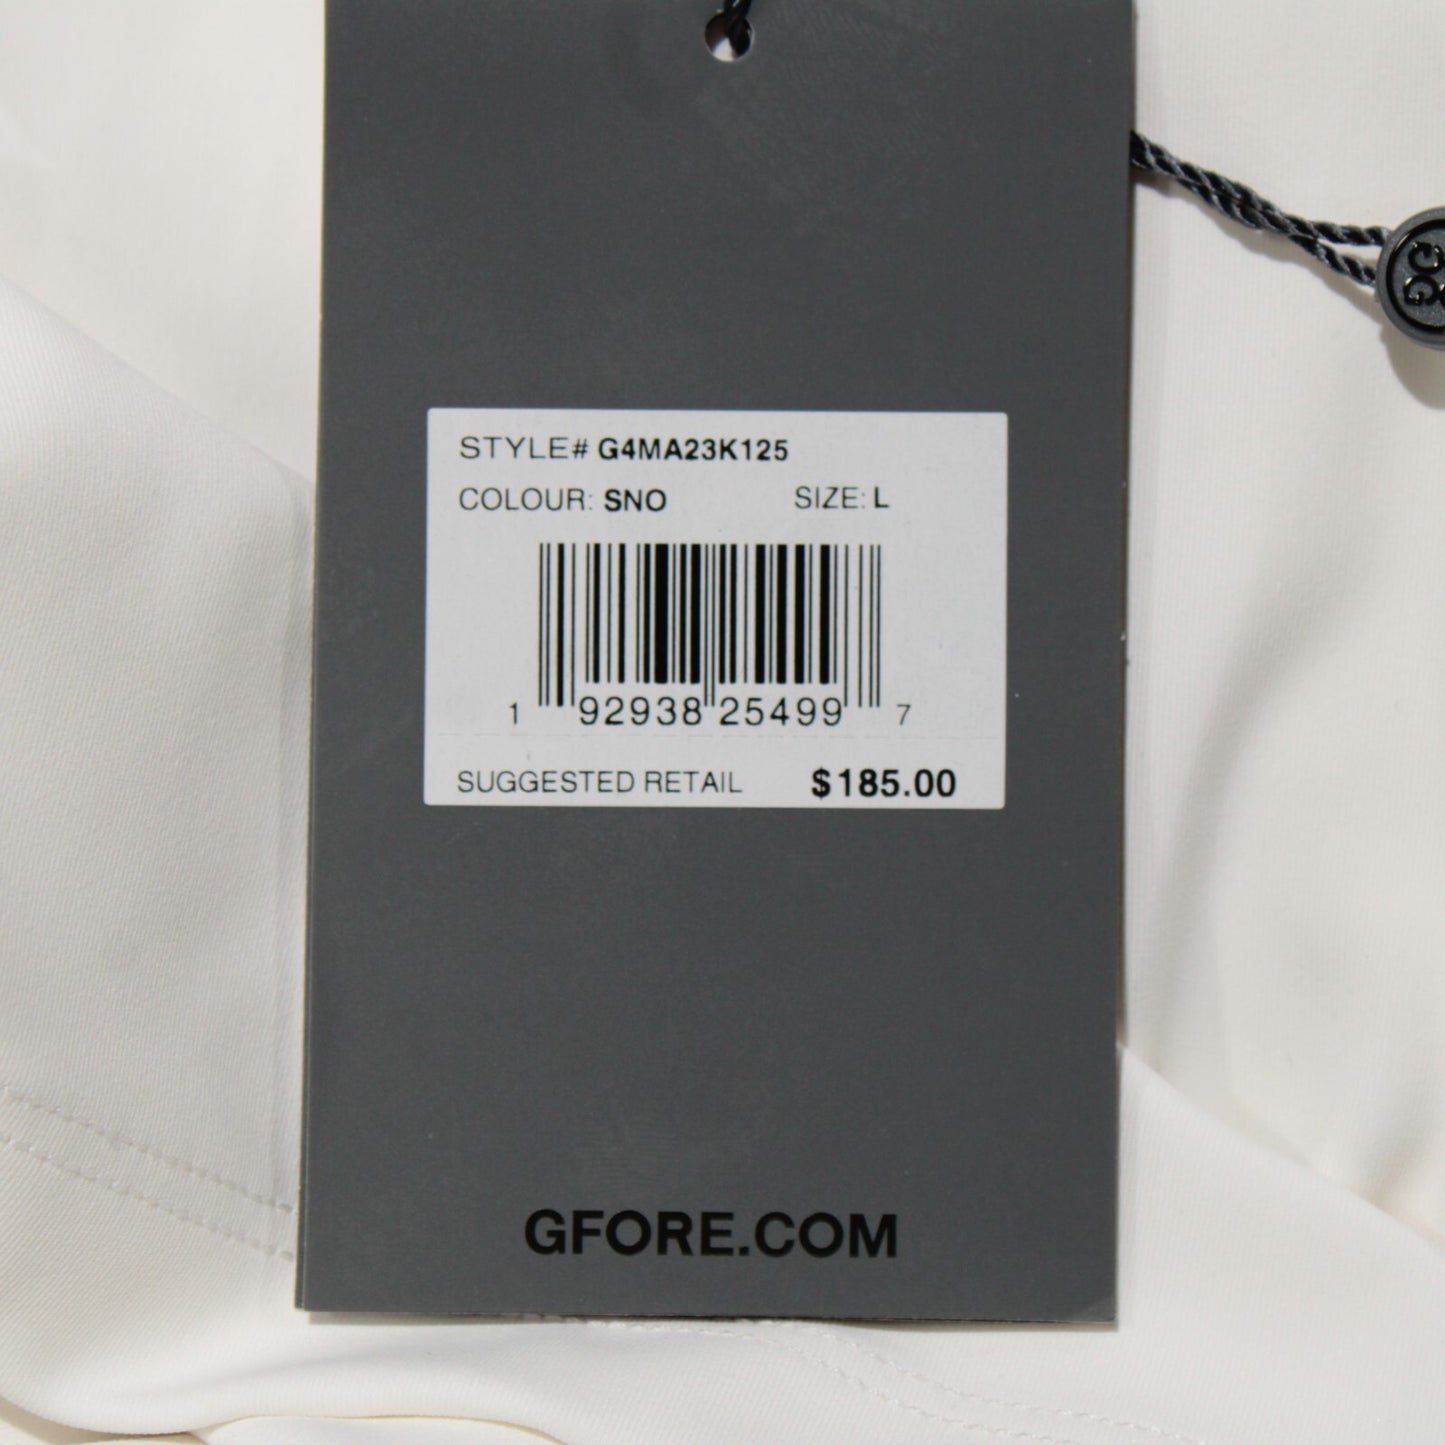 STYLE# G4MA23K125
COLOUR: SNO SIZE: L
1 92938 25499 7
SUGGESTED RETAIL $185.00
GFORE.COM